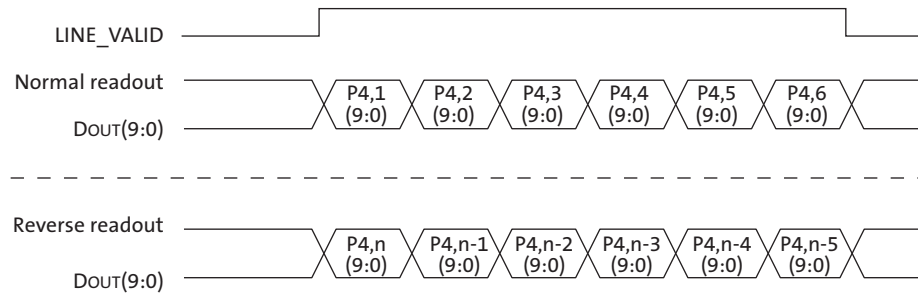 LINE_VALID
Normal readout
P4,1 P4,2 P4,3 P4,4 P4,5 P4,6
(9:0) (9:0) (9:0) (9:0) (9:0) (9:0)
DOUT(9:0)
Reverse readout
P4,n P4,n-1 P4,n-2 P4,n-3 P4,n-4 P4,n-5
(9:0) (9:0) (9:0) (9:0) (9:0) (9:0)
DOUT(9:0)